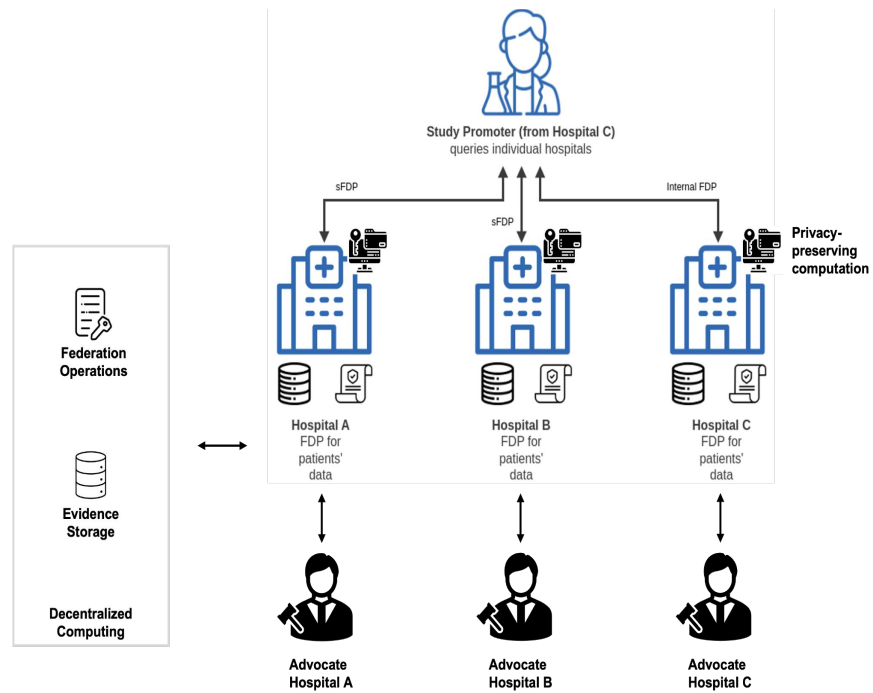 Study Promoter (from Hospital C)
queries individual hospitals
sFDP
sFDP
Internal FDP
Privacy-
preserving
computation
Federation
Operations
Evidence
Storage
Decentralized
Computing
Hospital A
FDP for
patients'
data
Hospital B
FDP for
patients'
data
Hospital C
FDP for
patients'
data
Advocate
Hospital A
Advocate
Hospital B
Advocate
Hospital C